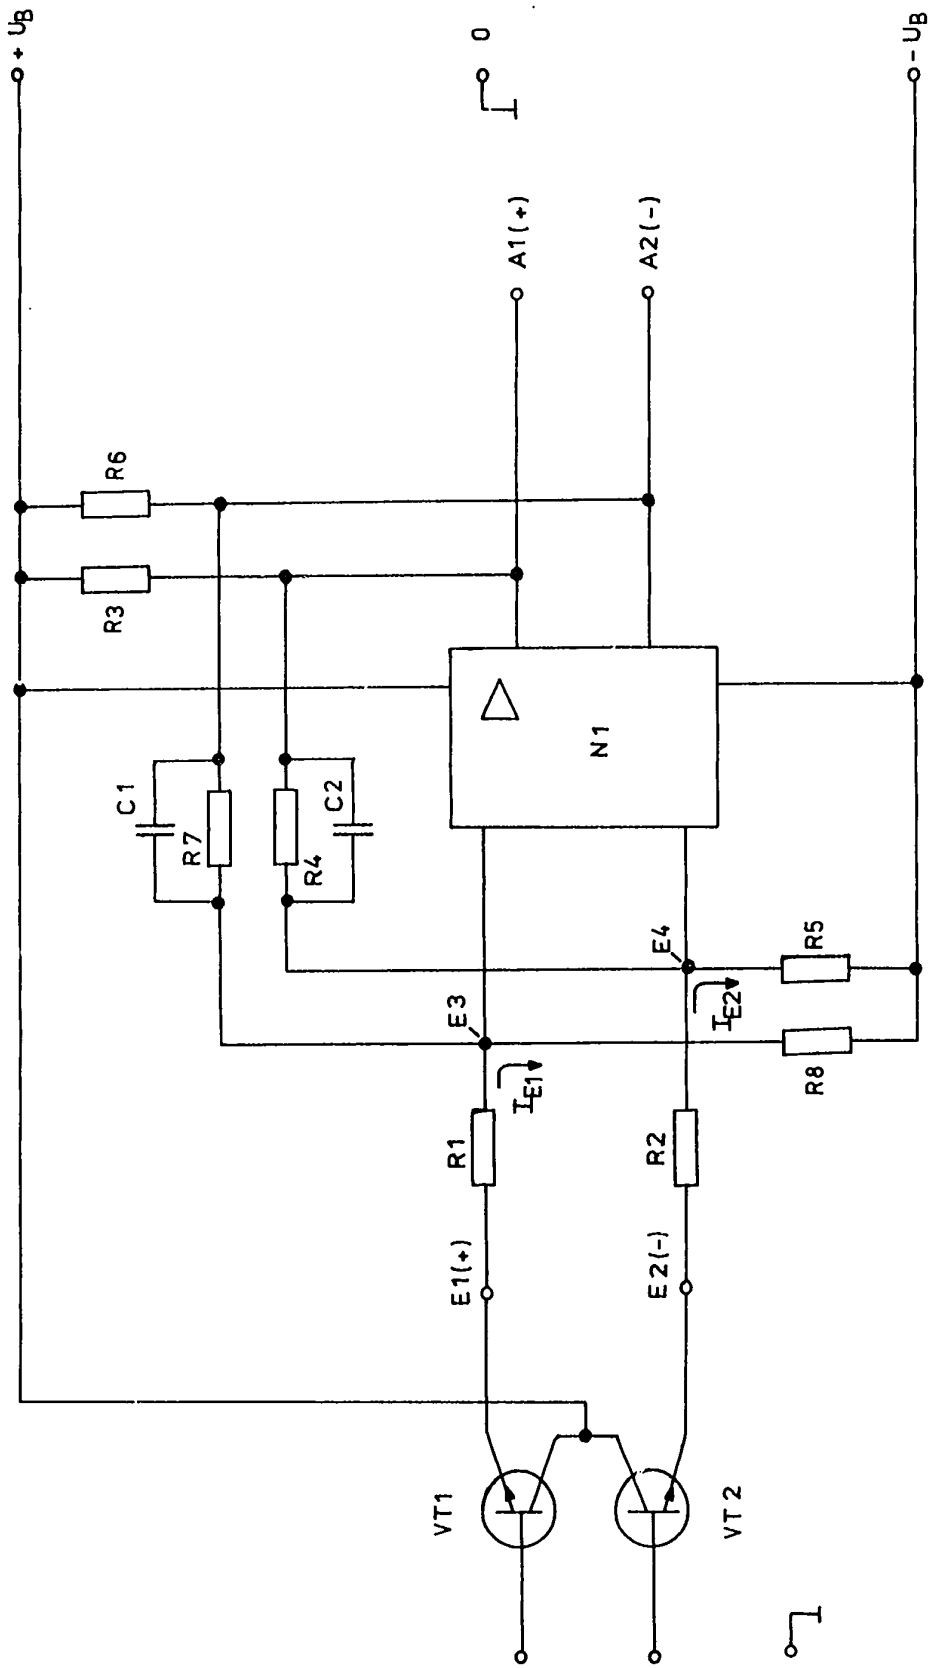 + U_B
0
- U_B
A1(+)
A2(-)
R6
R3
C1
R7
R4
C2
N1
E3
E4
I_E1
I_E2
R5
R8
R1
R2
E1(+)
E2(-)
VT1
VT2